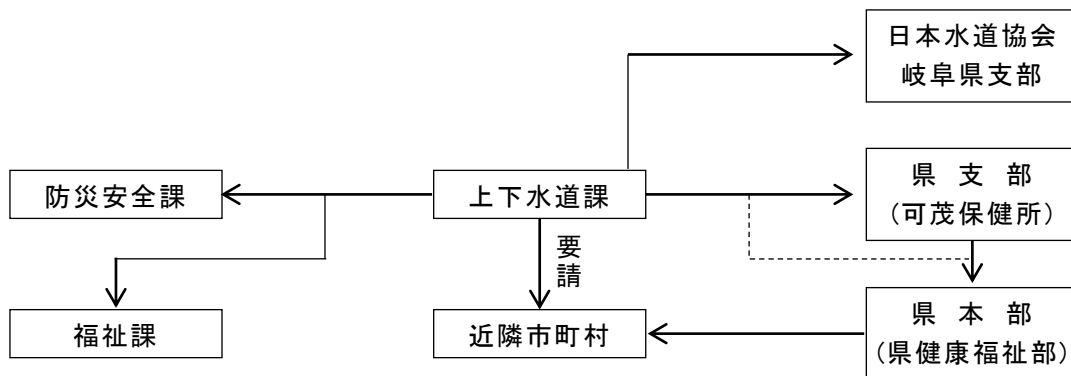 日本水道協会
岐阜県支部
防災安全課
上下水道課
県 支 部
(可茂保健所)
要請
福祉課
近隣市町村
県 本 部
(県健康福祉部)